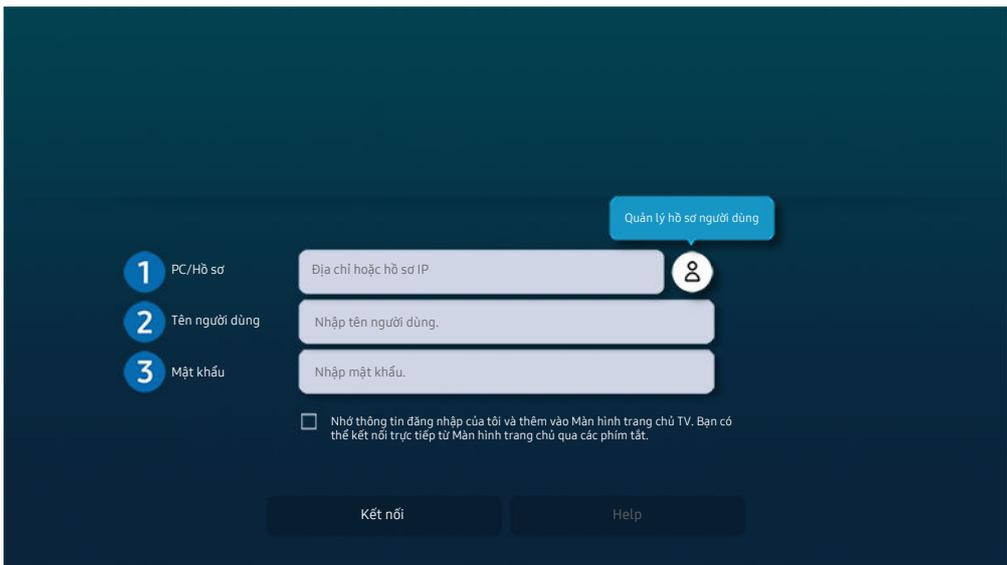 Quản lý hồ sơ người dùng
1 PC/Hồ sơ Địa chỉ hoặc hồ sơ IP
2 Tên người dùng Nhập tên người dùng.
3 Mật khẩu Nhập mật khẩu.
Nhớ thông tin đăng nhập của tôi và thêm vào Màn hình trang chủ TV. Bạn có
thể kết nối trực tiếp từ Màn hình trang chủ qua các phím tắt.
Kết nối Help